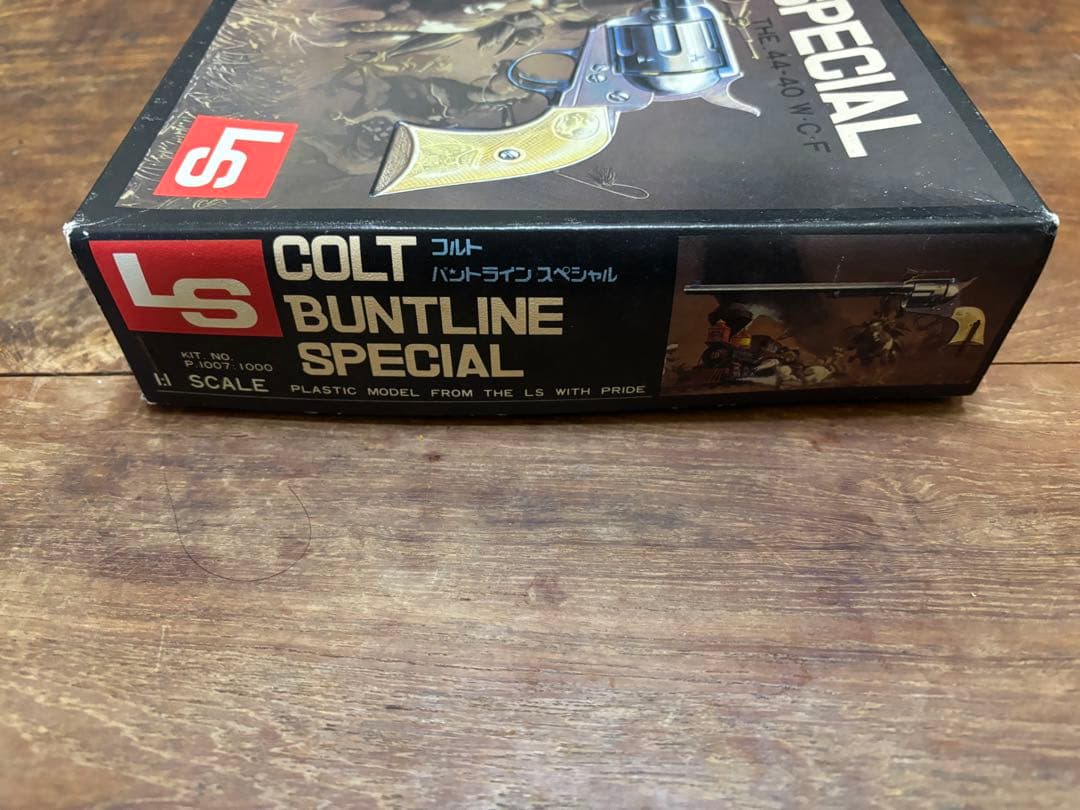 SPECIAL
THE.44-40 W·C·F
LS
LS
COLT コルト
バントライン スペシャル
BUNTLINE
SPECIAL
KIT. NO.
P.1007:1000
1:1 SCALE
PLASTIC MODEL FROM THE LS WITH PRIDE